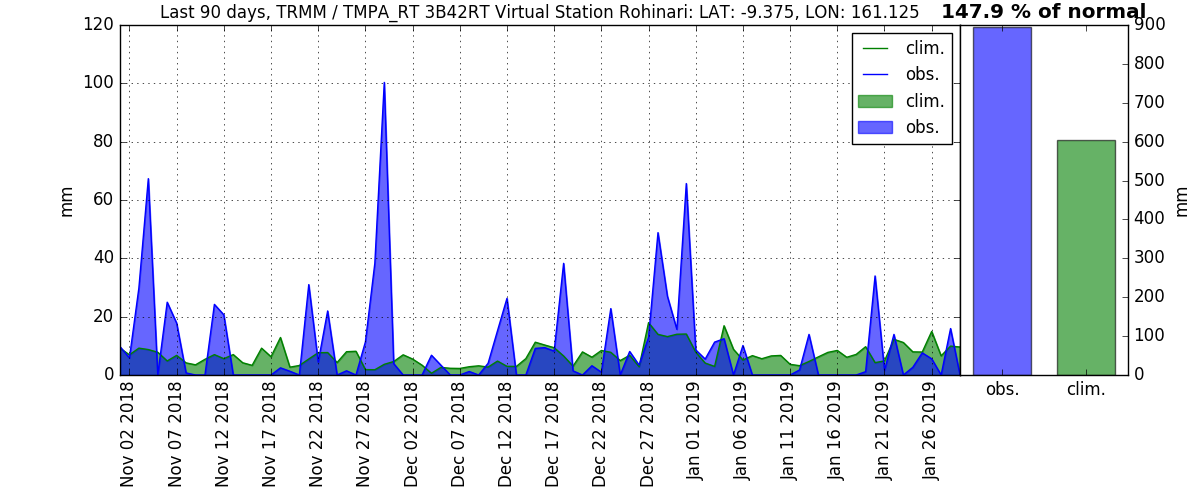 Last 90 days, TRMM / TMPA_RT 3B42RT Virtual Station Rohinari: LAT: -9.375, LON: 161.125
147.9 % of normal
120
100
80
60
40
20
0
mm
clim.
obs.
clim.
obs.
900
800
700
600
500
400
300
200
100
0
mm
obs.
clim.
Nov 02 2018
Nov 07 2018
Nov 12 2018
Nov 17 2018
Nov 22 2018
Nov 27 2018
Dec 02 2018
Dec 07 2018
Dec 12 2018
Dec 17 2018
Dec 22 2018
Dec 27 2018
Jan 01 2019
Jan 06 2019
Jan 11 2019
Jan 16 2019
Jan 21 2019
Jan 26 2019